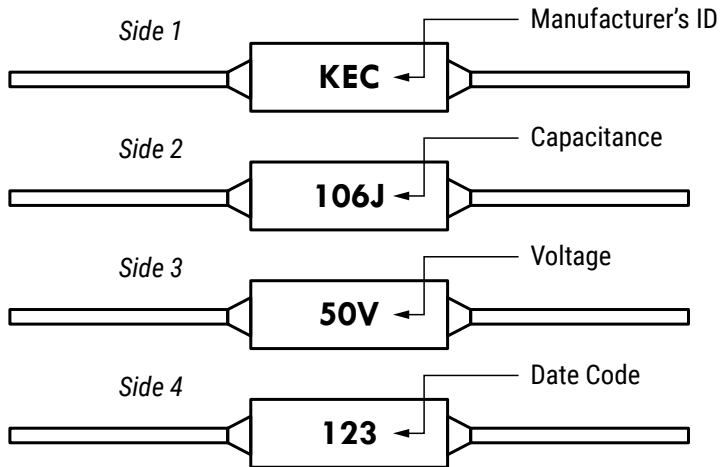 Side 1
Manufacturer’s ID
KEC
Side 2
Capacitance
106J
Side 3
Voltage
50V
Side 4
Date Code
123